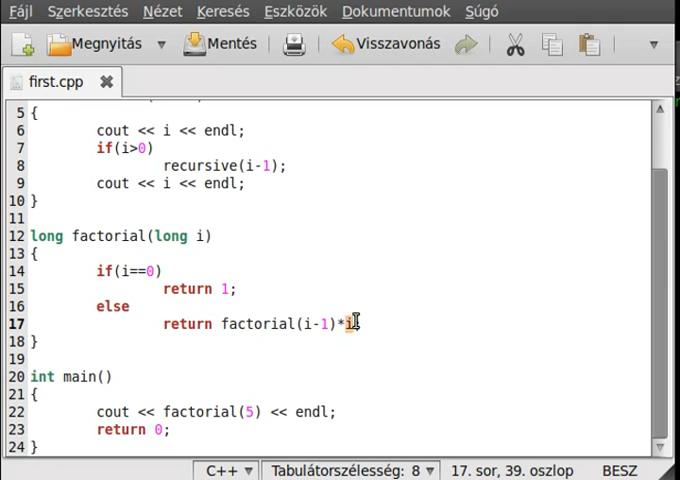 Fájl Szerkesztés Nézet Keresés Eszközök Dokumentumok Súgó
Megnyitás Mentés Visszavonás
first.cpp
5 {
6 cout << i << endl;
7 if(i>0)
8 recursive(i-1);
9 cout << i << endl;
10 }
11
12 long factorial(long i)
13 {
14 if(i==0)
15 return 1;
16 else
17 return factorial(i-1)*i
18 }
19
20 int main()
21 {
22 cout << factorial(5) << endl;
23 return 0;
24 }
C++ Tabulátorszélesség: 8 17. sor, 39. oszlop BESZ